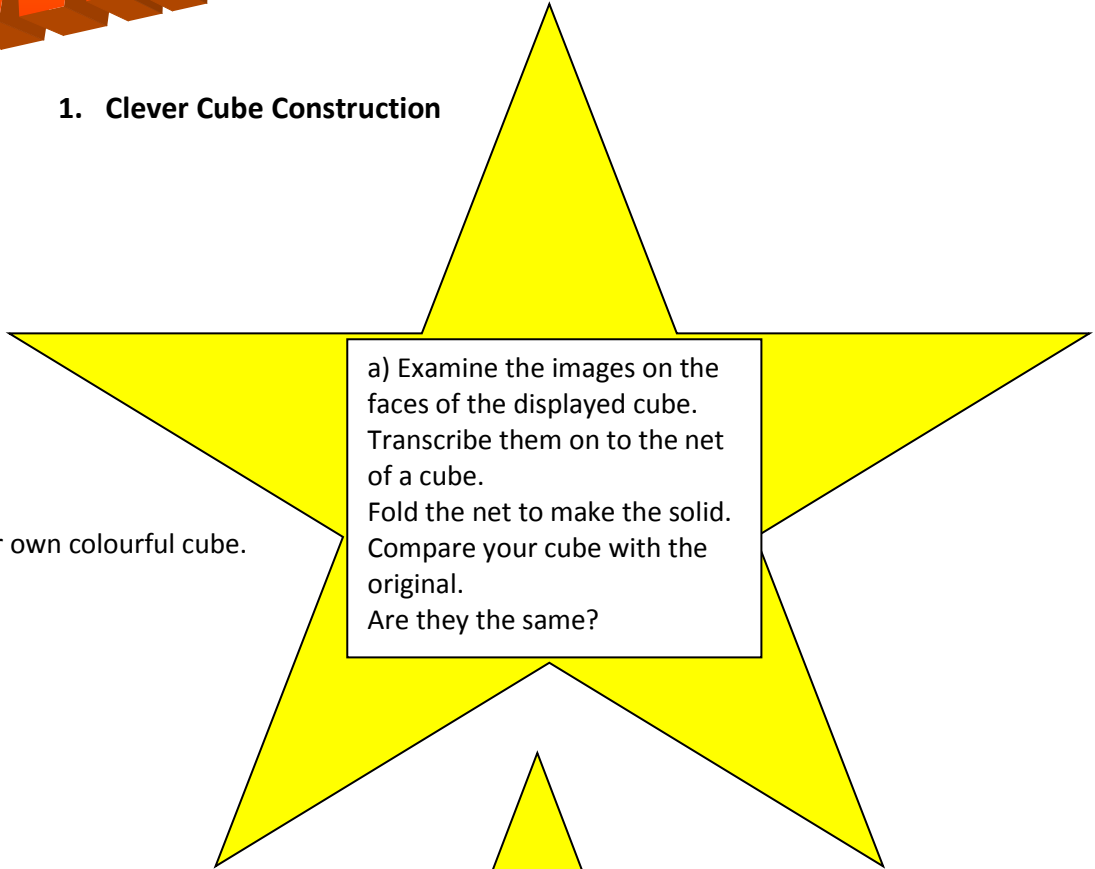 1. Clever Cube Construction
a) Examine the images on the
faces of the displayed cube.
Transcribe them on to the net
of a cube.
Fold the net to make the solid.
Compare your cube with the
original.
Are they the same?
own colourful cube.